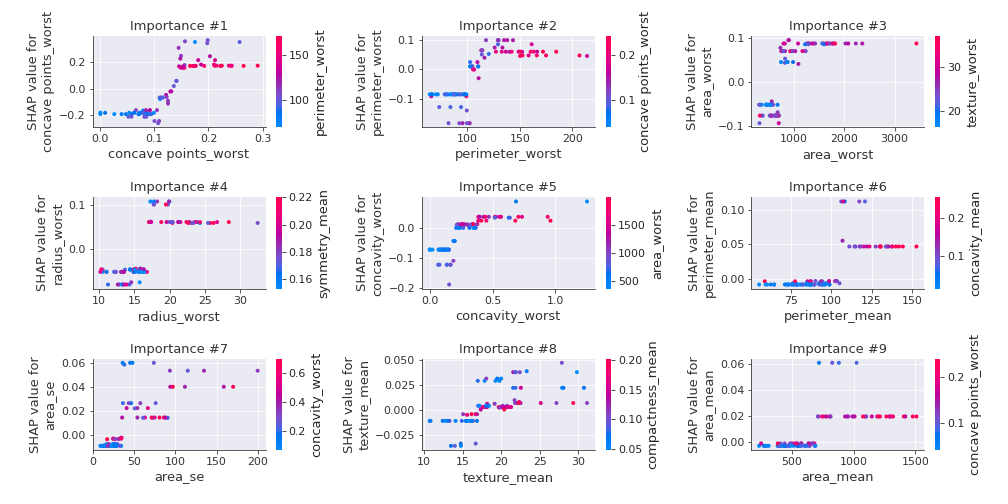 Importance #1
SHAP value for
concave points_worst
0.2
0.0
−0.2
0.0
0.1
0.2
0.3
concave points_worst
150
100
perimeter_worst
Importance #2
SHAP value for
perimeter_worst
0.1
0.0
−0.1
100
150
200
perimeter_worst
0.2
0.1
concave points_worst
Importance #3
SHAP value for
area_worst
0.1
0.0
−0.1
1000
2000
3000
area_worst
30
20
texture_worst
Importance #4
SHAP value for
radius_worst
0.1
0.0
10
15
20
25
30
radius_worst
0.22
0.20
0.18
0.16
symmetry_mean
Importance #5
SHAP value for
concavity_worst
0.0
−0.1
−0.2
0.0
0.5
1.0
concavity_worst
1500
1000
500
area_worst
Importance #6
SHAP value for
perimeter_mean
0.10
0.05
0.00
75
100
125
150
perimeter_mean
0.2
0.1
concavity_mean
Importance #7
SHAP value for
area_se
0.06
0.04
0.02
0.00
0
50
100
150
200
area_se
0.6
0.4
0.2
concavity_worst
Importance #8
SHAP value for
texture_mean
0.050
0.025
0.000
−0.025
10
15
20
25
30
texture_mean
0.20
0.15
0.10
0.05
compactness_mean
Importance #9
SHAP value for
area_mean
0.06
0.04
0.02
0.00
500
1000
1500
area_mean
0.2
0.1
concave points_worst